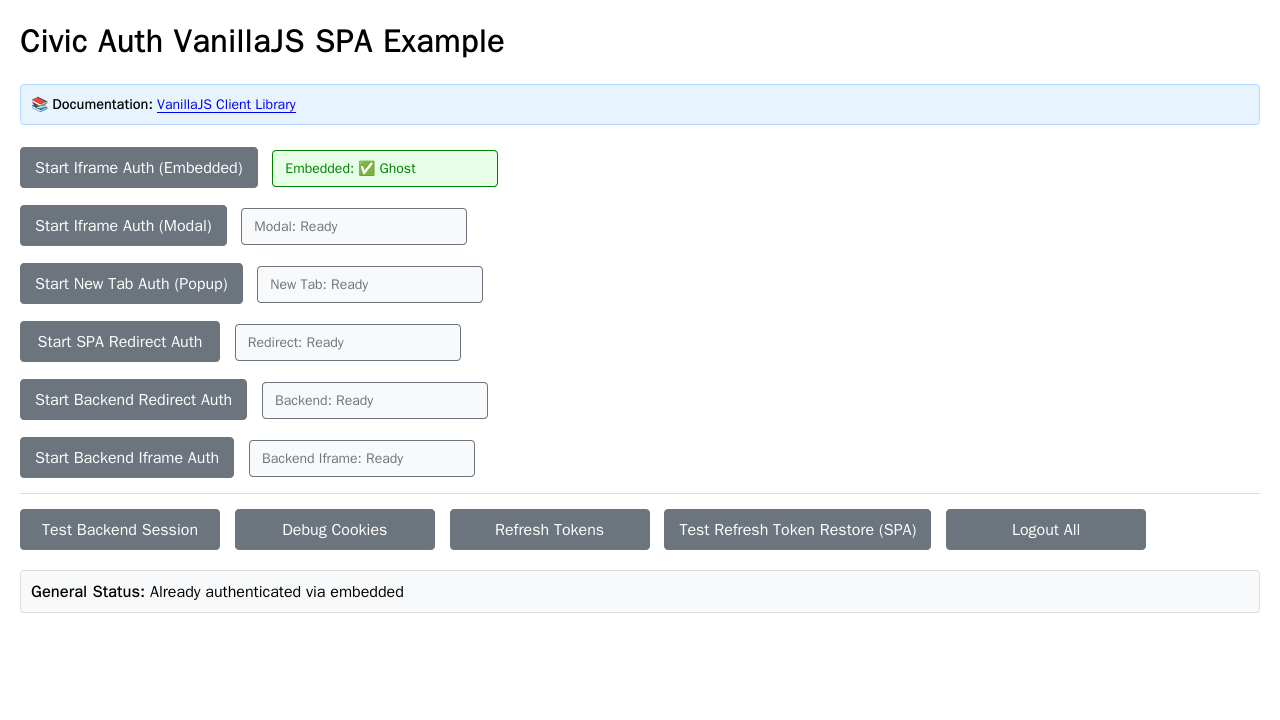 Civic Auth VanillaJS SPA Example
📚 Documentation: VanillaJS Client Library
Start Iframe Auth (Embedded)
Embedded: ✅ Ghost
Start Iframe Auth (Modal)
Modal: Ready
Start New Tab Auth (Popup)
New Tab: Ready
Start SPA Redirect Auth
Redirect: Ready
Start Backend Redirect Auth
Backend: Ready
Start Backend Iframe Auth
Backend Iframe: Ready
Test Backend Session
Debug Cookies
Refresh Tokens
Test Refresh Token Restore (SPA)
Logout All
General Status: Already authenticated via embedded